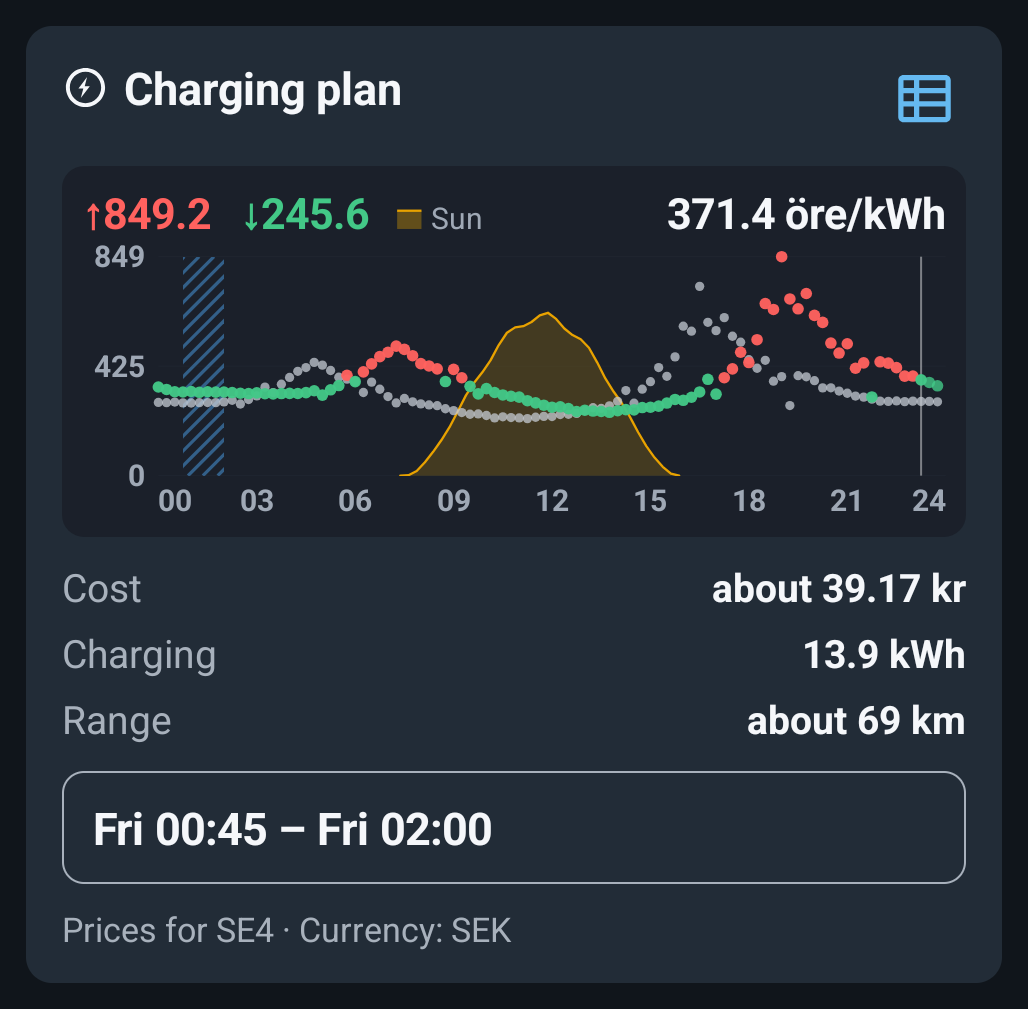 Charging plan
↑849.2 ↓245.6 Sun 371.4 öre/kWh
849
425
0
00 03 06 09 12 15 18 21 24
Cost about 39.17 kr
Charging 13.9 kWh
Range about 69 km
Fri 00:45 – Fri 02:00
Prices for SE4 · Currency: SEK